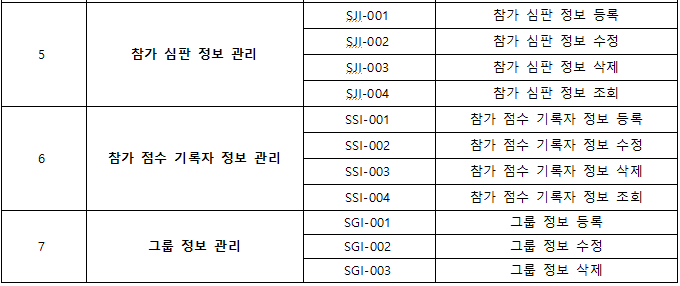 5 참가 심판 정보 관리 SJI-001 참가 심판 정보 등록
SJI-002 참가 심판 정보 수정
SJI-003 참가 심판 정보 삭제
SJI-004 참가 심판 정보 조회
6 참가 점수 기록자 정보 관리 SSI-001 참가 점수 기록자 정보 등록
SSI-002 참가 점수 기록자 정보 수정
SSI-003 참가 점수 기록자 정보 삭제
SSI-004 참가 점수 기록자 정보 조회
7 그룹 정보 관리 SGI-001 그룹 정보 등록
SGI-002 그룹 정보 수정
SGI-003 그룹 정보 삭제